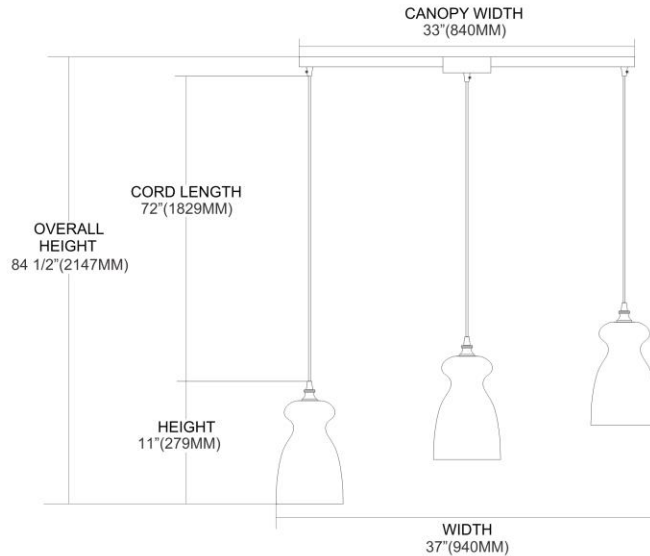 CANOPY WIDTH
33”(840MM)
CORD LENGTH
72”(1829MM)
OVERALL
HEIGHT
84 1/2”(2147MM)
HEIGHT
11”(279MM)
WIDTH
37”(940MM)